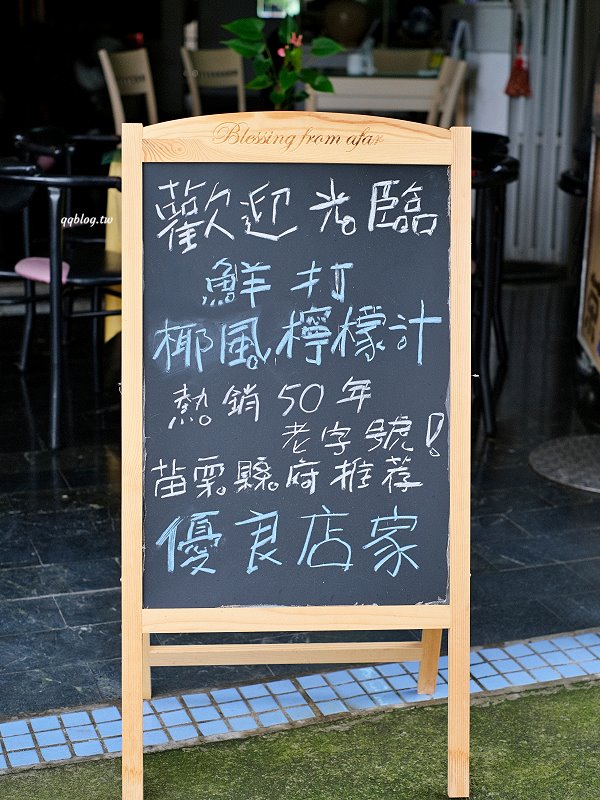 Blessing from afar
歡迎光臨
鮮打
椰風檸檬計
熱銷50年
老字號!
苗栗縣府推荐
優良店家
qqblog.tw